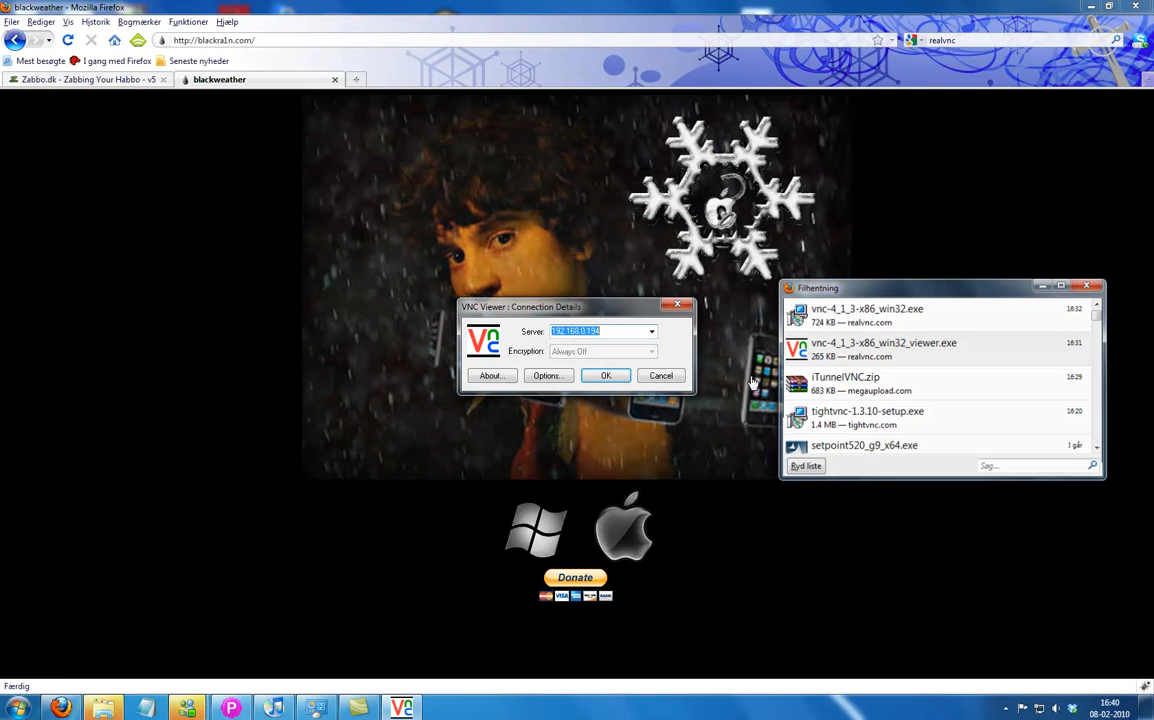 blackweather - Mozilla Firefox
Filer Rediger Vis Historik Bogmærker Funktioner Hjælp
http://blackra1n.com/
realvnc
Mest besøgte I gang med Firefox Seneste nyheder
Zabbo.dk - Zabbing Your Habbo - v5
blackweather
Filhentning
vnc-4_1_3-x86_win32.exe 16:32
724 KB — realvnc.com
vnc-4_1_3-x86_win32_viewer.exe 16:31
265 KB — realvnc.com
iTunnelVNC.zip 16:29
683 KB — megaupload.com
tightvnc-1.3.10-setup.exe 16:20
1.4 MB — tightvnc.com
setpoint520_g9_x64.exe 1 går
Ryd liste
Søg...
VNC Viewer : Connection Details
Server: 192.168.0.194
Encryption: Always Off
About... Options... OK Cancel
Donate
Færdig
16:40
08-02-2010